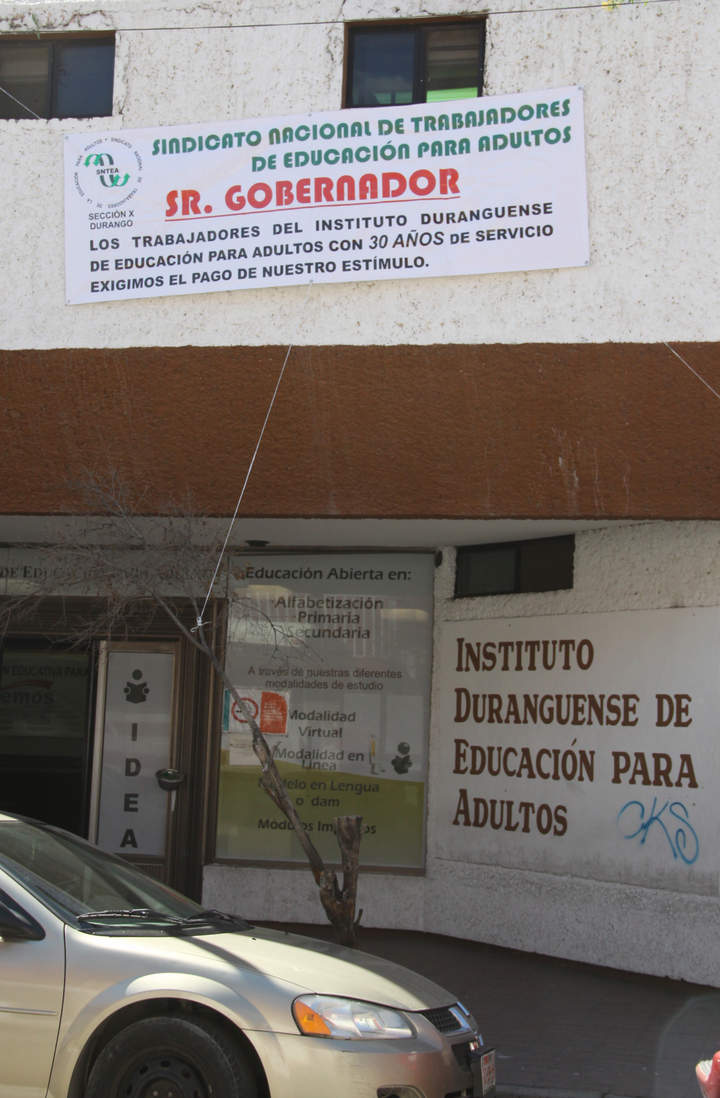 SINDICATO NACIONAL DE TRABAJADORES
DE EDUCACIÓN PARA ADULTOS
SNTEA
SECCIÓN X
DURANGO
SR. GOBERNADOR
LOS TRABAJADORES DEL INSTITUTO DURANGUENSE
DE EDUCACIÓN PARA ADULTOS CON 30 AÑOS DE SERVICIO
EXIGIMOS EL PAGO DE NUESTRO ESTÍMULO.
Educación Abierta en:
Alfabetización
Primaria
Secundaria
A través de nuestras diferentes
modalidades de estudio
Modalidad
Virtual
Modalidad en
Línea
en Lengua
o´dam
IDEA
INSTITUTO
DURANGUENSE DE
EDUCACIÓN PARA
ADULTOS
CKS